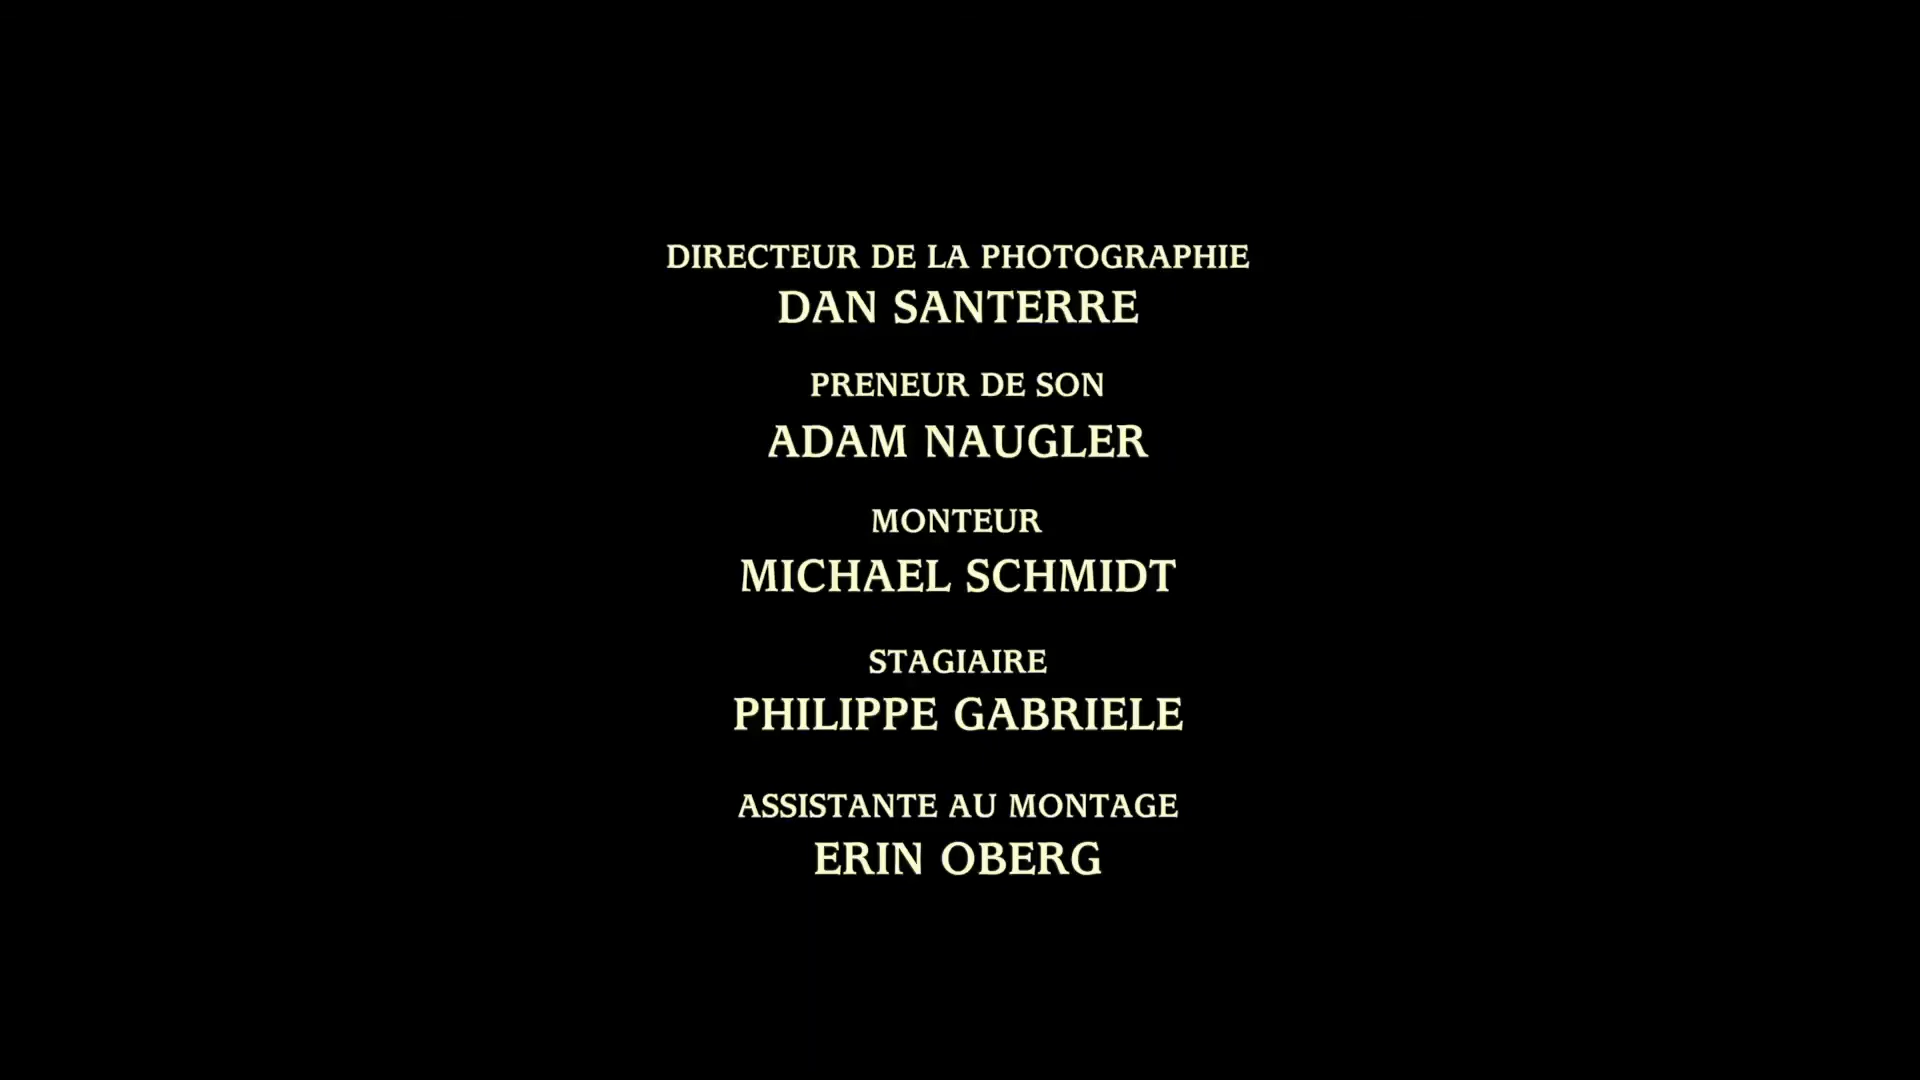 DIRECTEUR DE LA PHOTOGRAPHIE
DAN SANTERRE
PRENEUR DE SON
ADAM NAUGLER
MONTEUR
MICHAEL SCHMIDT
STAGIAIRE
PHILIPPE GABRIELE
ASSISTANTE AU MONTAGE
ERIN OBERG